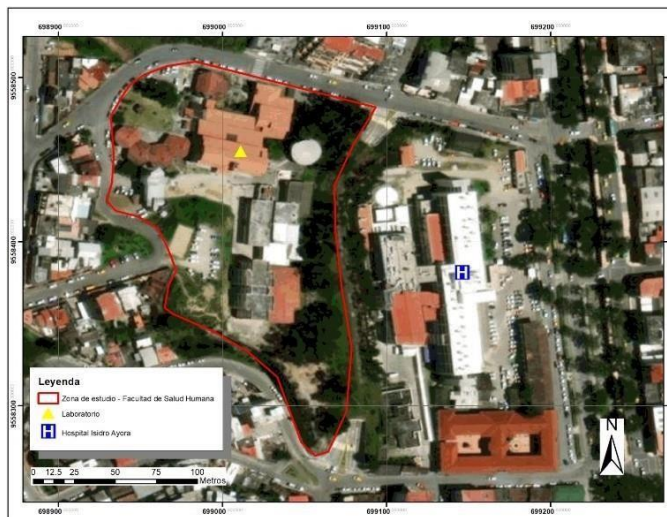 698900 699000 699100 699200
9558500
9558400
9558300
Leyenda
Zona de estudio - Facultad de Salud Humana
Laboratorio
H Hospital Isidro Ayora
H
N
0 12.5 25 50 75 100
Metros
698900 699000 699100 699200